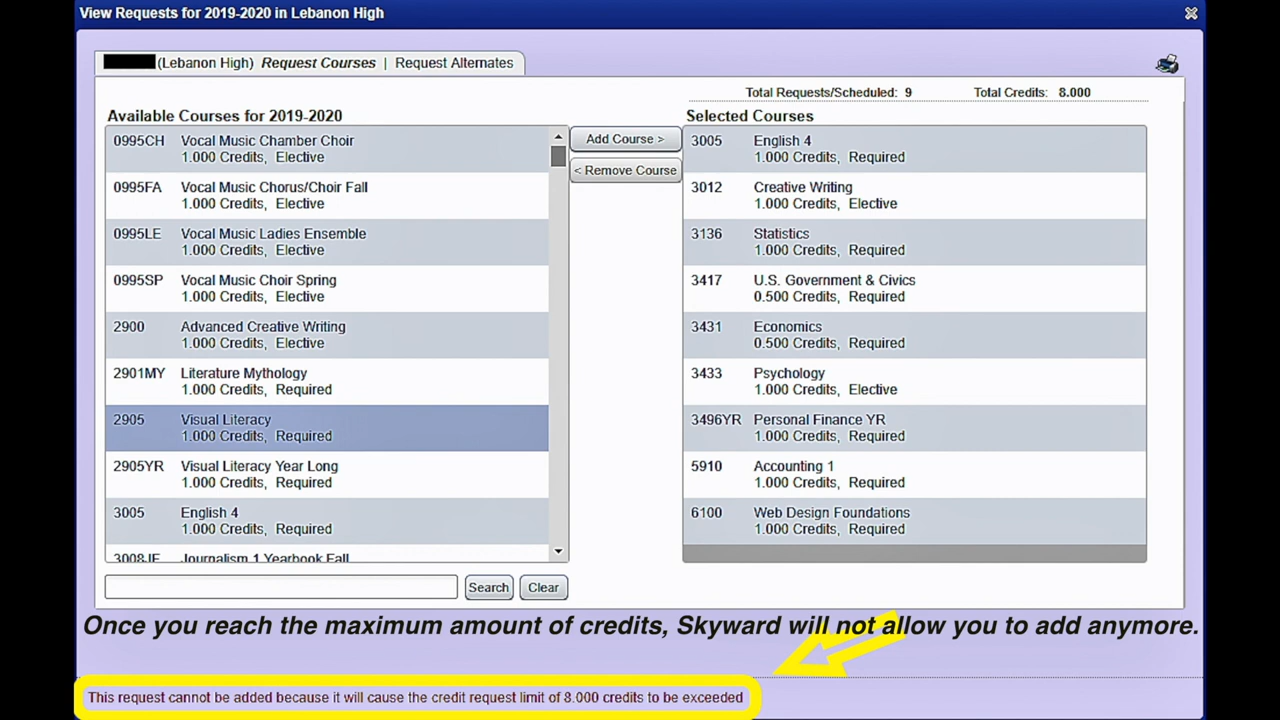 View Requests for 2019-2020 in Lebanon High
(Lebanon High) Request Courses | Request Alternates
Total Requests/Scheduled: 9 Total Credits: 8.000
Available Courses for 2019-2020
0995CH Vocal Music Chamber Choir
1.000 Credits, Elective
0995FA Vocal Music Chorus/Choir Fall
1.000 Credits, Elective
0995LE Vocal Music Ladies Ensemble
1.000 Credits, Elective
0995SP Vocal Music Choir Spring
1.000 Credits, Elective
2900 Advanced Creative Writing
1.000 Credits, Elective
2901MY Literature Mythology
1.000 Credits, Required
2905 Visual Literacy
1.000 Credits, Required
2905YR Visual Literacy Year Long
1.000 Credits, Required
3005 English 4
1.000 Credits, Required
3008JF Journalism 1 Yearbook Fall
Add Course >
< Remove Course
Selected Courses
3005 English 4
1.000 Credits, Required
3012 Creative Writing
1.000 Credits, Elective
3136 Statistics
1.000 Credits, Required
3417 U.S. Government & Civics
0.500 Credits, Required
3431 Economics
0.500 Credits, Required
3433 Psychology
1.000 Credits, Elective
3496YR Personal Finance YR
1.000 Credits, Required
5910 Accounting 1
1.000 Credits, Required
6100 Web Design Foundations
1.000 Credits, Required
Search Clear
Once you reach the maximum amount of credits, Skyward will not allow you to add anymore.
This request cannot be added because it will cause the credit request limit of 8.000 credits to be exceeded